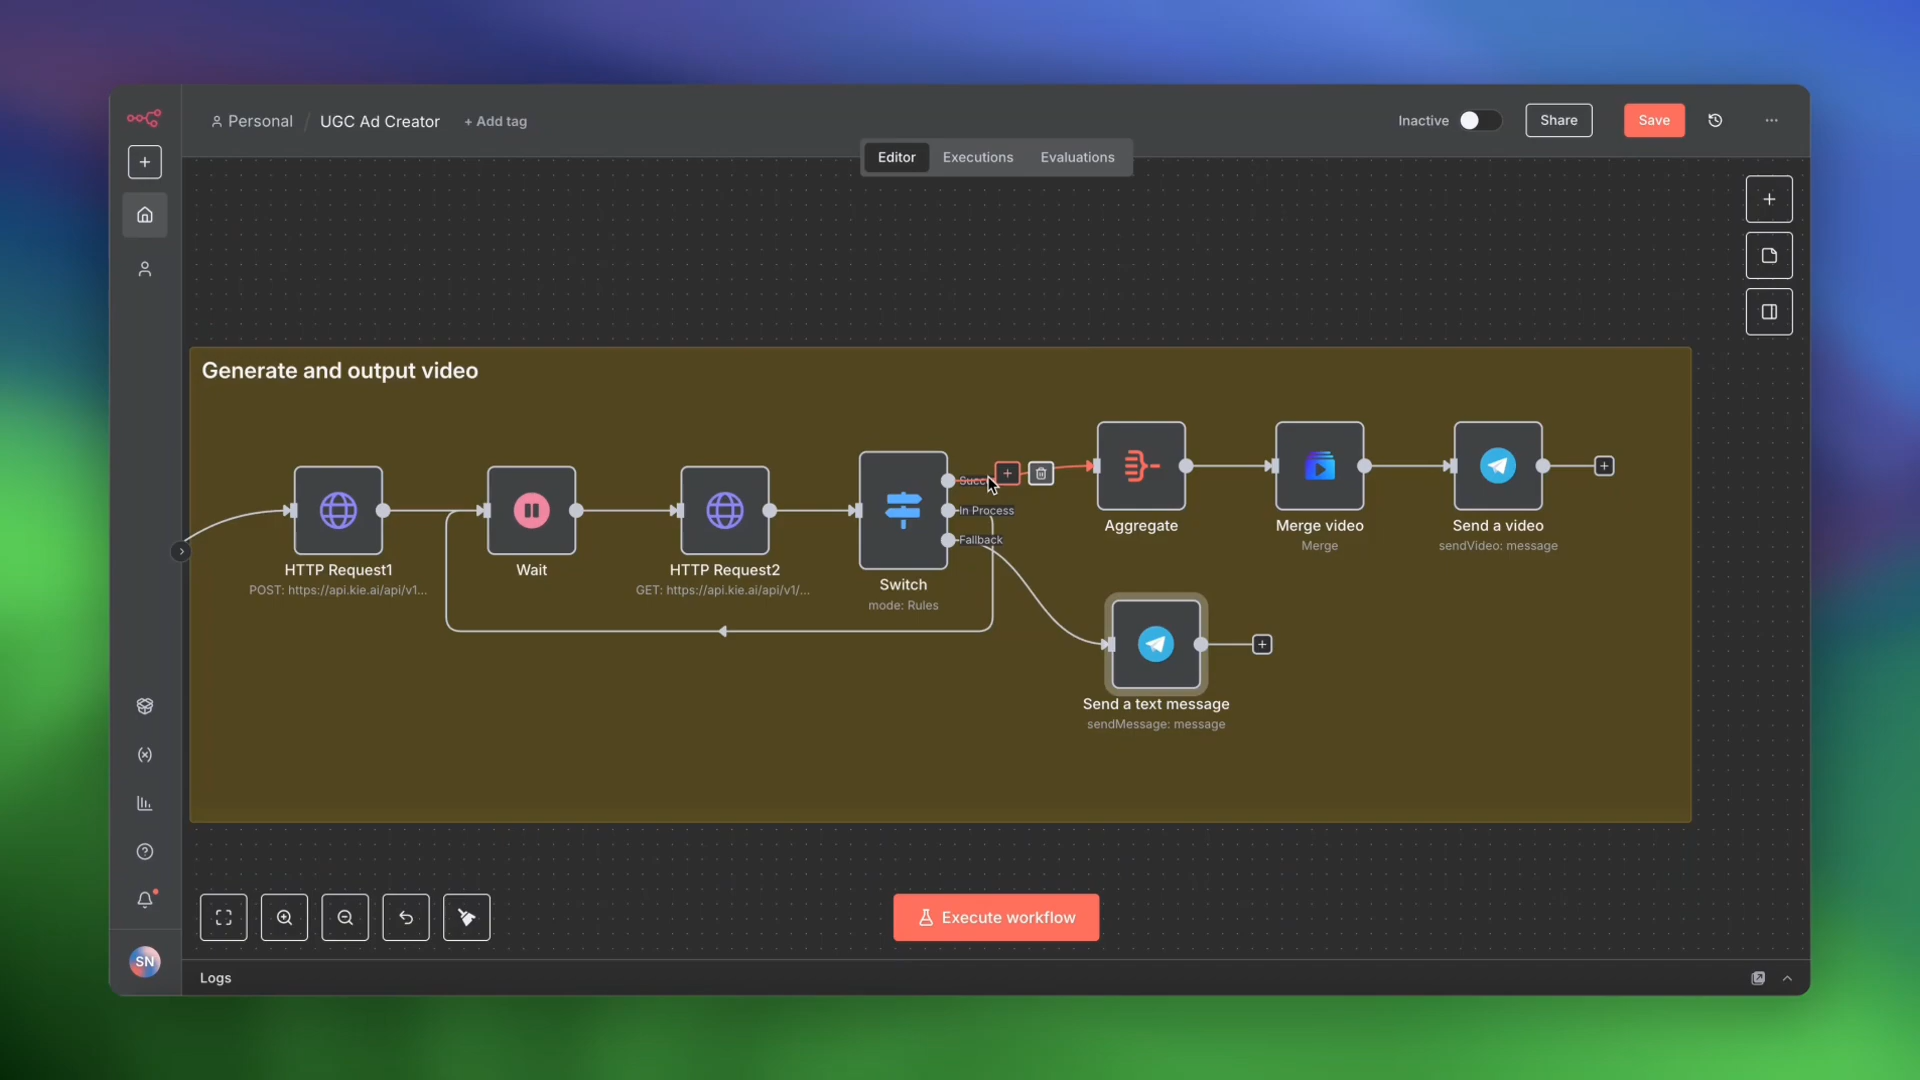 Personal / UGC Ad Creator + Add tag
Inactive
Share
Save
Editor Executions Evaluations
Generate and output video
HTTP Request1
POST: https://api.kie.ai/api/v1...
Wait
HTTP Request2
GET: https://api.kie.ai/api/v1/...
Switch
mode: Rules
Succ
In Process
Fallback
Aggregate
Merge video
Merge
Send a video
sendVideo: message
Send a text message
sendMessage: message
Execute workflow
SN
Logs